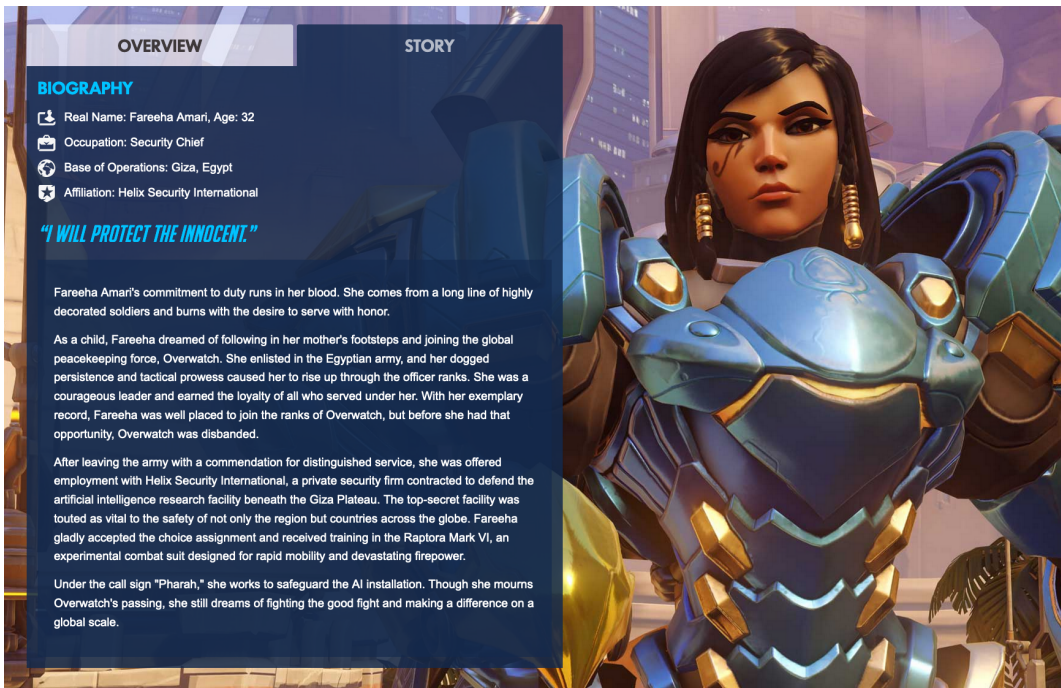 OVERVIEW
STORY
BIOGRAPHY
Real Name: Fareeha Amari, Age: 32
Occupation: Security Chief
Base of Operations: Giza, Egypt
Affiliation: Helix Security International
“I WILL PROTECT THE INNOCENT.”
Fareeha Amari's commitment to duty runs in her blood. She comes from a long line of highly
decorated soldiers and burns with the desire to serve with honor.
As a child, Fareeha dreamed of following in her mother's footsteps and joining the global
peacekeeping force, Overwatch. She enlisted in the Egyptian army, and her dogged
persistence and tactical prowess caused her to rise up through the officer ranks. She was a
courageous leader and earned the loyalty of all who served under her. With her exemplary
record, Fareeha was well placed to join the ranks of Overwatch, but before she had that
opportunity, Overwatch was disbanded.
After leaving the army with a commendation for distinguished service, she was offered
employment with Helix Security International, a private security firm contracted to defend the
artificial intelligence research facility beneath the Giza Plateau. The top-secret facility was
touted as vital to the safety of not only the region but countries across the globe. Fareeha
gladly accepted the choice assignment and received training in the Raptora Mark VI, an
experimental combat suit designed for rapid mobility and devastating firepower.
Under the call sign "Pharah," she works to safeguard the AI installation. Though she mourns
Overwatch's passing, she still dreams of fighting the good fight and making a difference on a
global scale.